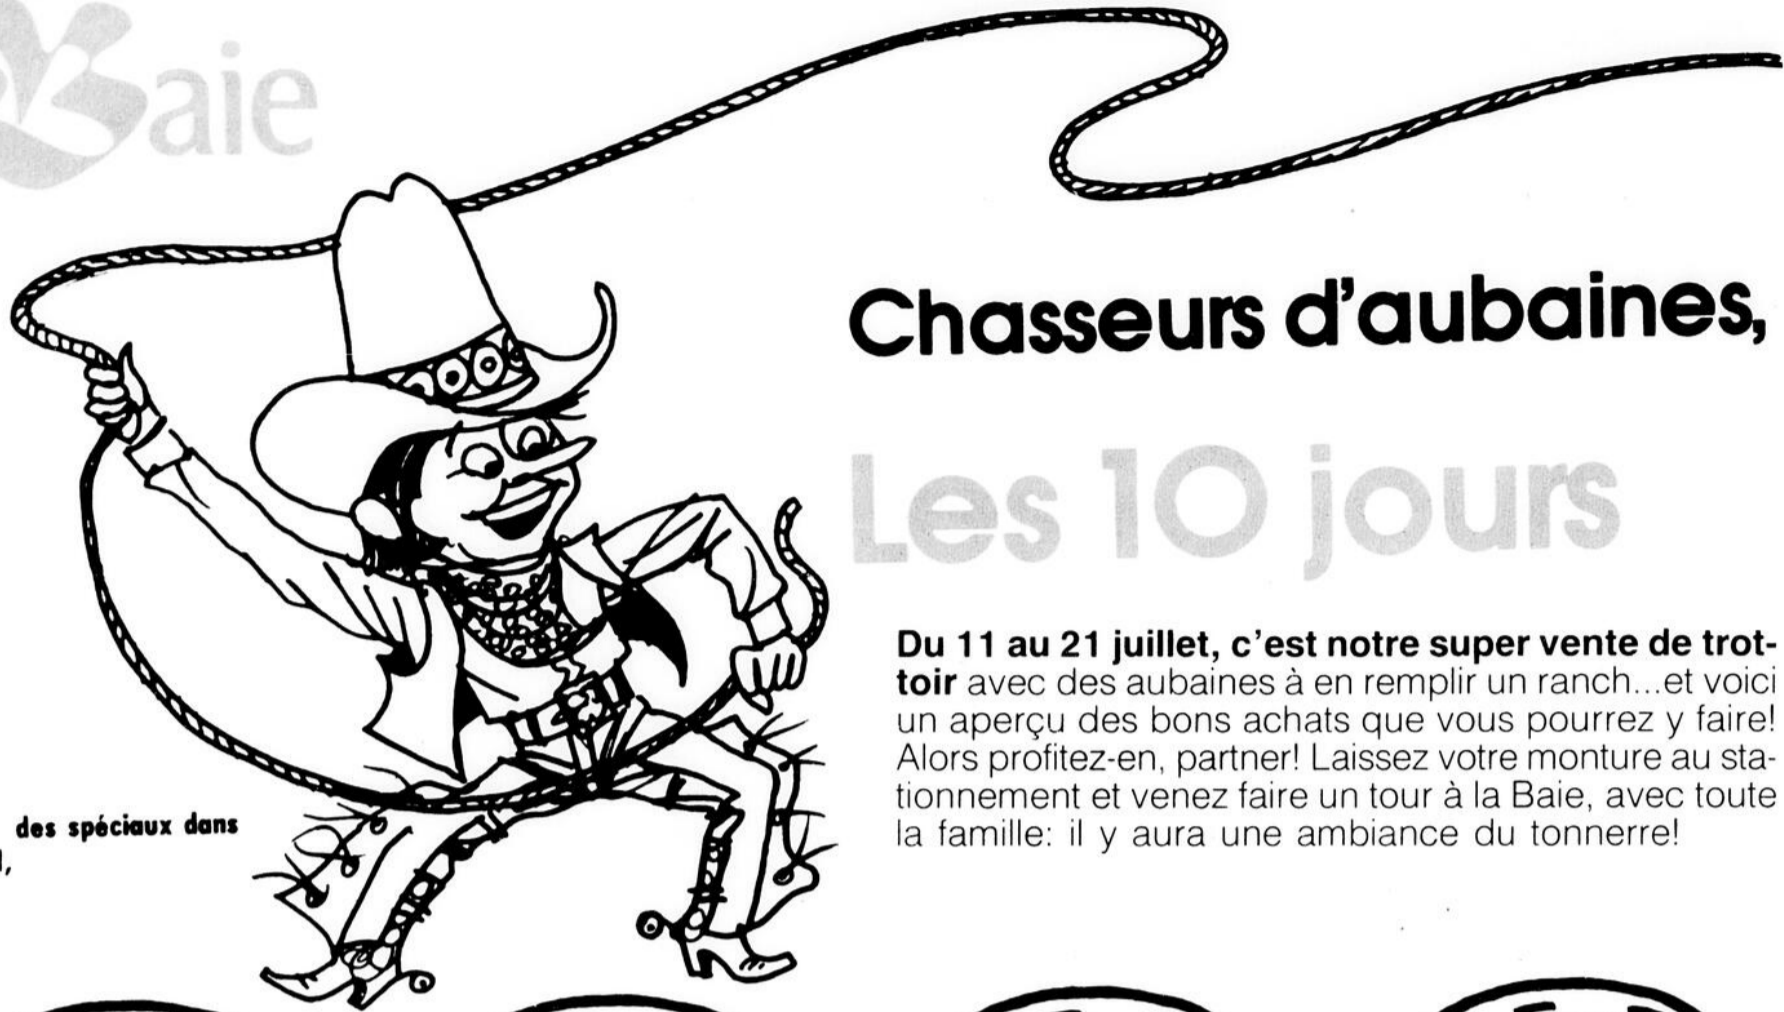 Baie
Chasseurs d'aubaines,
Les 10 jours
Du 11 au 21 juillet, c'est notre super vente de trot-
toir avec des aubaines à en remplir un ranch...et voici
un aperçu des bons achats que vous pourrez y faire!
Alors profitez-en, partner! Laissez votre monture au sta-
tionnement et venez faire un tour à la Baie, avec toute
la famille: il y aura une ambiance du tonnerre!
des spéciaux dans